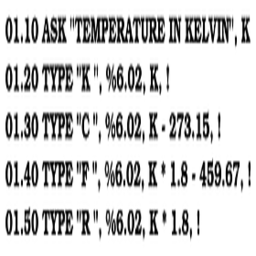 01.10 ASK "TEMPERATURE IN KELVIN", K
01.20 TYPE "K ", %6.02, K, !
01.30 TYPE "C ", %6.02, K - 273.15, !
01.40 TYPE "F ", %6.02, K * 1.8 - 459.67, !
01.50 TYPE "R ", %6.02, K * 1.8, !